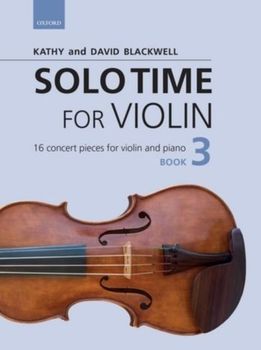 OXFORD
KATHY and DAVID BLACKWELL
SOLO TIME
FOR VIOLIN
16 concert pieces for violin and piano
BOOK 3